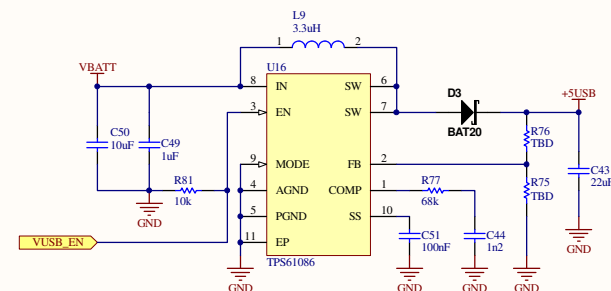 L9
3.3uH
1
2
VBATT
U16
8
IN
SW
6
3
EN
SW
7
D3
BAT20
+5USB
C50
10uF
C49
1uF
R76
TBD
9
MODE
FB
2
R81
10k
4
AGND
COMP
1
R77
68k
R75
TBD
C43
22uF
5
PGND
SS
10
GND
VUSB_EN
11
EP
C51
100nF
C44
1n2
GND
TPS61086
GND
GND
GND
GND